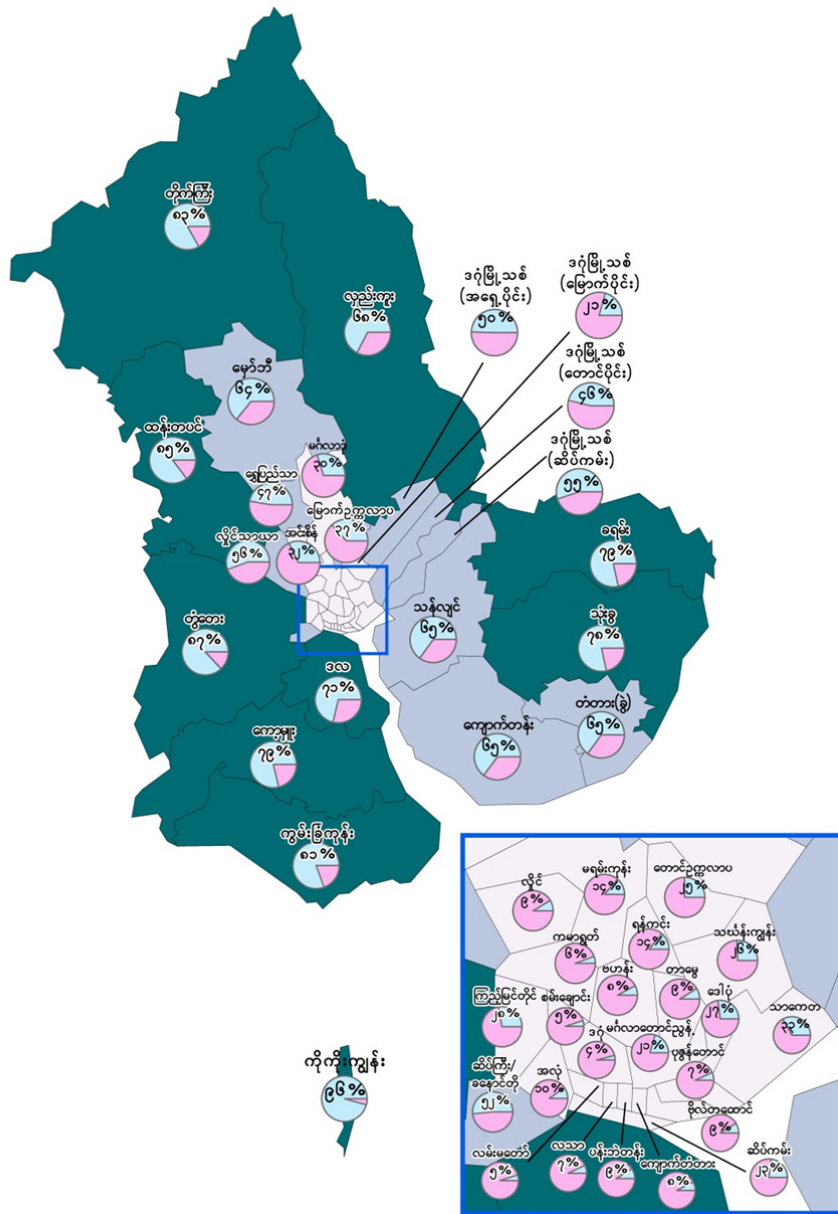 တိုက်ကြီး
၈၃%
လှည်းကူး
၆၈%
ဒဂုံမြို့သစ်
(အရှေ့ပိုင်း)
၅၀%
ဒဂုံမြို့သစ်
(မြောက်ပိုင်း)
၂၁%
ဒဂုံမြို့သစ်
(တောင်ပိုင်း)
၄၆%
ဒဂုံမြို့သစ်
(ဆိပ်ကမ်း)
၅၅%
မှော်ဘီ
၆၄%
ထန်းတပင်
၈၅%
မင်္ဂလာဒုံ
၃၀%
ရွှေပြည်သာ
၄၇%
မြောက်ဥက္ကလာပ
၃၇%
လှိုင်သာယာ
၅၆%
အင်းစိန်
၃၂%
ခရမ်း
၇၉%
သန်လျင်
၆၅%
သုံးခွ
၇၈%
တွံတေး
၈၇%
ဒလ
၇၁%
ကျောက်တန်း
၆၅%
တံတား(ခွဲ)
၆၅%
ကော့မှူး
၇၉%
ကွမ်းခြံကုန်း
၈၁%
ကိုကိုးကျွန်း
၉၆%
လှိုင်
၉%
မရမ်းကုန်း
၁၄%
တောင်ဥက္ကလာပ
၂၅%
ကမာရွတ်
၆%
ရန်ကင်း
၁၄%
သင်္ဃန်းကျွန်း
၂၆%
ဗဟန်း
၈%
တာမွေ
၉%
ဒေါပုံ
၂၇%
သာကေတ
၃၃%
ကြည့်မြင်တိုင်
၂၈%
စမ်းချောင်း
၅%
ဒဂုံ
၄%
မင်္ဂလာတောင်ညွန့်
၂၁%
ပုဇွန်တောင်
၇%
ဆိပ်ကြီး/
ခနောင်တို
၅၂%
အလုံ
၁၀%
ဗိုလ်တထောင်
၉%
လမ်းမတော်
၅%
လသာ
၇%
ပန်းဘဲတန်း
၉%
ကျောက်တံတား
၈%
ဆိပ်ကမ်း
၂၃%